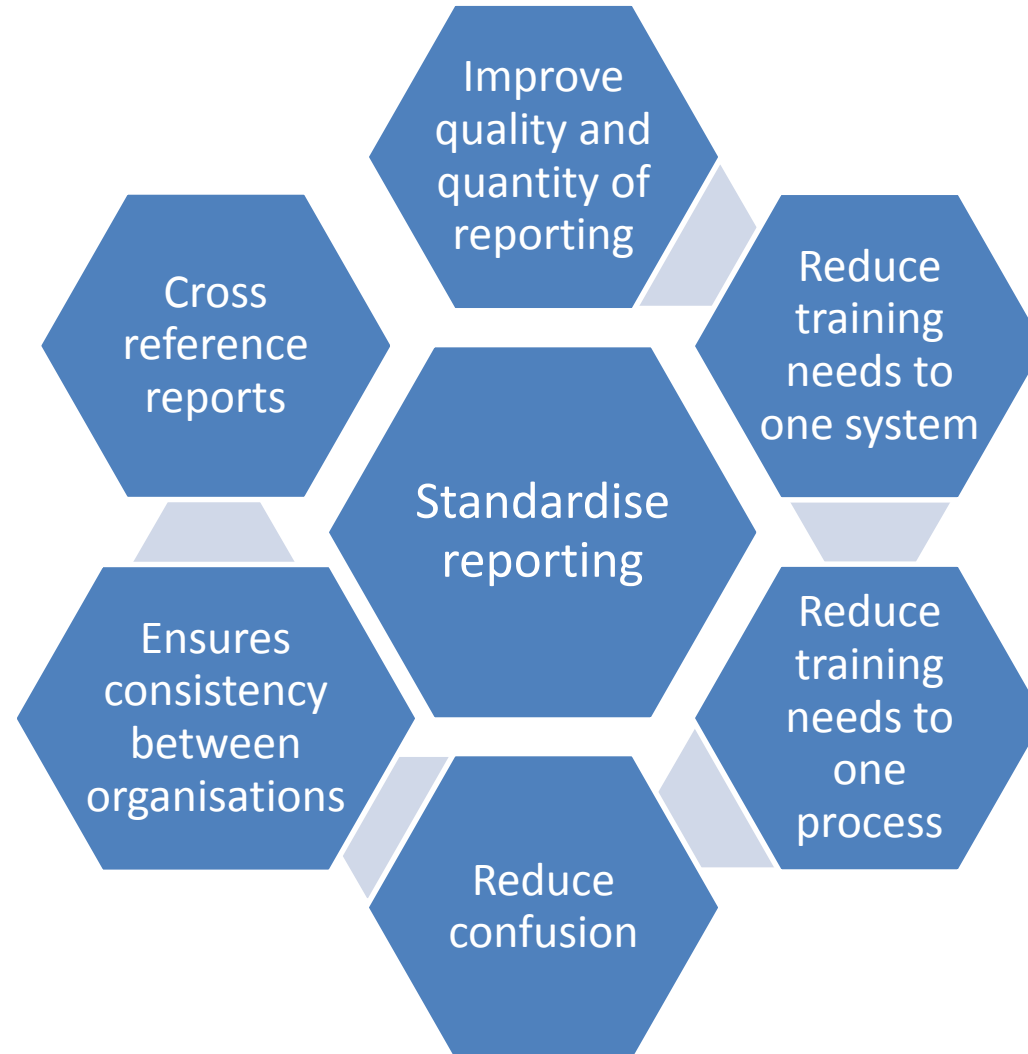 Improve
quality and
quantity of
reporting
Reduce
training
needs to
one system
Reduce
training
needs to
one
process
Reduce
confusion
Ensures
consistency
between
organisations
Cross
reference
reports
Standardise
reporting